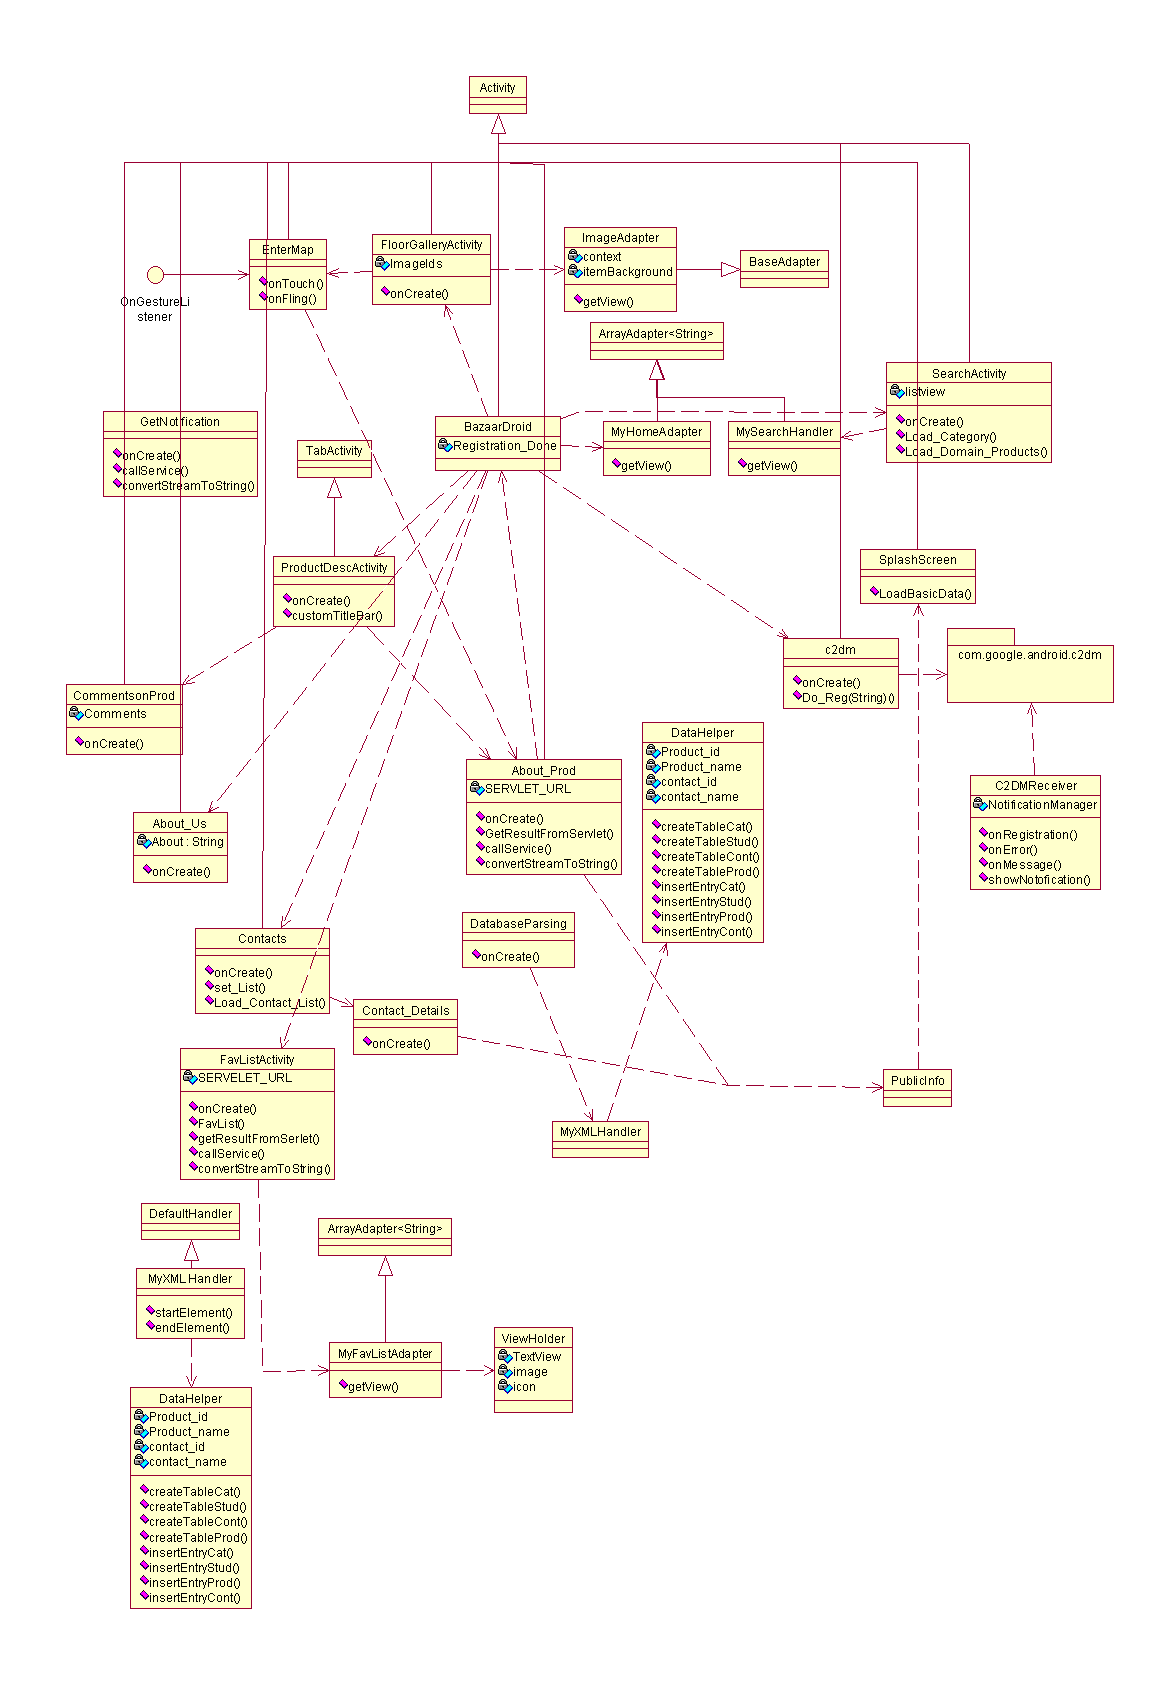 Activity
EnterMap
onTouch()
onFling()
OnGestureLi
stener
FloorGalleryActivity
ImageIds
onCreate()
ImageAdapter
context
itemBackground
getView()
BaseAdapter
ArrayAdapter<String>
SearchActivity
listview
onCreate()
Load_Category()
Load_Domain_Products()
GetNotification
onCreate()
callService()
convertStreamToString()
TabActivity
BazaarDroid
Registration_Done
MyHomeAdapter
getView()
MySearchHandler
getView()
ProductDescActivity
onCreate()
customTitleBar()
SplashScreen
LoadBasicData()
c2dm
onCreate()
Do_Reg(String)()
com.google.android.c2dm
CommentsonProd
Comments
onCreate()
About_Prod
SERVLET_URL
onCreate()
GetResultFromServlet()
callService()
convertStreamToString()
DataHelper
Product_id
Product_name
contact_id
contact_name
createTableCat()
createTableStud()
createTableCont()
createTableProd()
insertEntryCat()
insertEntryStud()
insertEntryProd()
insertEntryCont()
C2DMReceiver
NotificationManager
onRegistration()
onError()
onMessage()
showNotofication()
About_Us
About : String
onCreate()
Contacts
onCreate()
set_List()
Load_Contact_List()
DatabaseParsing
onCreate()
Contact_Details
onCreate()
FavListActivity
SERVELET_URL
onCreate()
FavList()
getResultFromSerlet()
callService()
convertStreamToString()
PublicInfo
MyXMLHandler
DefaultHandler
MyXMLHandler
startElement()
endElement()
ArrayAdapter<String>
MyFavListAdapter
getView()
ViewHolder
TextView
image
icon
DataHelper
Product_id
Product_name
contact_id
contact_name
createTableCat()
createTableStud()
createTableCont()
createTableProd()
insertEntryCat()
insertEntryStud()
insertEntryProd()
insertEntryCont()